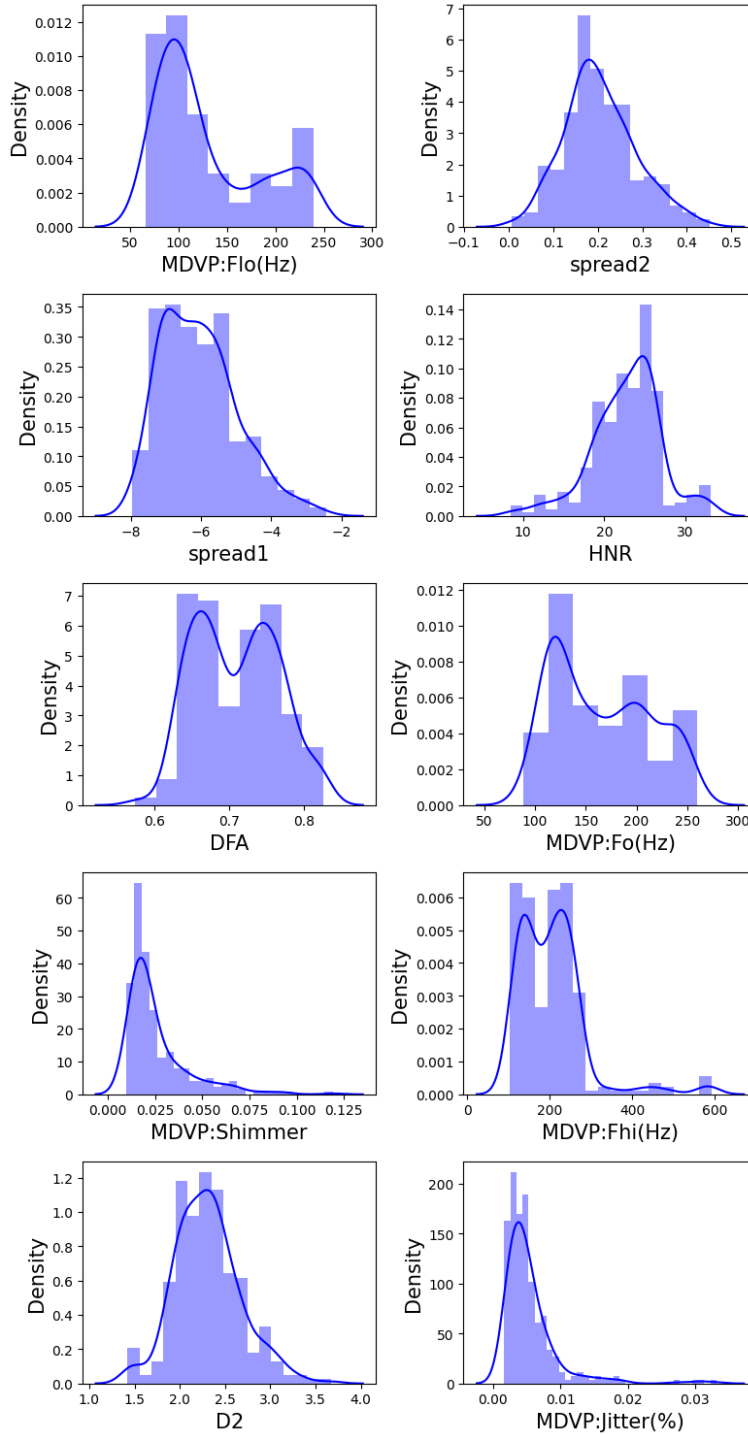 0.012
0.010
0.008
0.006
0.004
0.002
0.000
Density
50 100 150 200 250 300
MDVP:Flo(Hz)
7
6
5
4
3
2
1
0
Density
−0.1 0.0 0.1 0.2 0.3 0.4 0.5
spread2
0.35
0.30
0.25
0.20
0.15
0.10
0.05
0.00
Density
−8 −6 −4 −2
spread1
0.14
0.12
0.10
0.08
0.06
0.04
0.02
0.00
Density
10 20 30
HNR
7
6
5
4
3
2
1
0
Density
0.6 0.7 0.8
DFA
0.012
0.010
0.008
0.006
0.004
0.002
0.000
Density
50 100 150 200 250 300
MDVP:Fo(Hz)
60
50
40
30
20
10
0
Density
0.000 0.025 0.050 0.075 0.100 0.125
MDVP:Shimmer
0.006
0.005
0.004
0.003
0.002
0.001
0.000
Density
0 200 400 600
MDVP:Fhi(Hz)
1.2
1.0
0.8
0.6
0.4
0.2
0.0
Density
1.0 1.5 2.0 2.5 3.0 3.5 4.0
D2
200
150
100
50
0
Density
0.00 0.01 0.02 0.03
MDVP:Jitter(%)